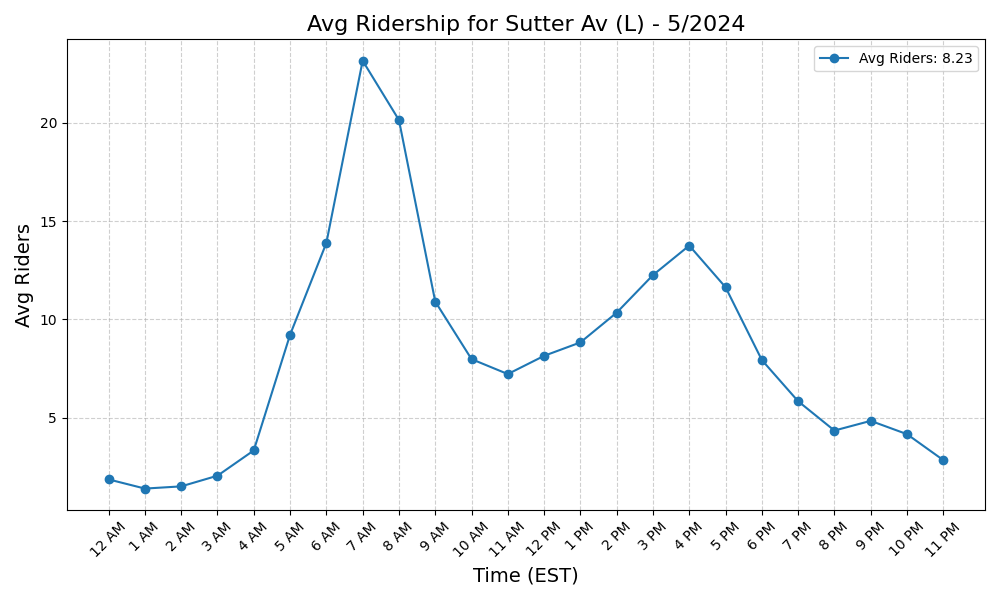 Avg Ridership for Sutter Av (L) - 5/2024
Avg Riders: 8.23
Avg Riders
20
15
10
5
12 AM
1 AM
2 AM
3 AM
4 AM
5 AM
6 AM
7 AM
8 AM
9 AM
10 AM
11 AM
12 PM
1 PM
2 PM
3 PM
4 PM
5 PM
6 PM
7 PM
8 PM
9 PM
10 PM
11 PM
Time (EST)